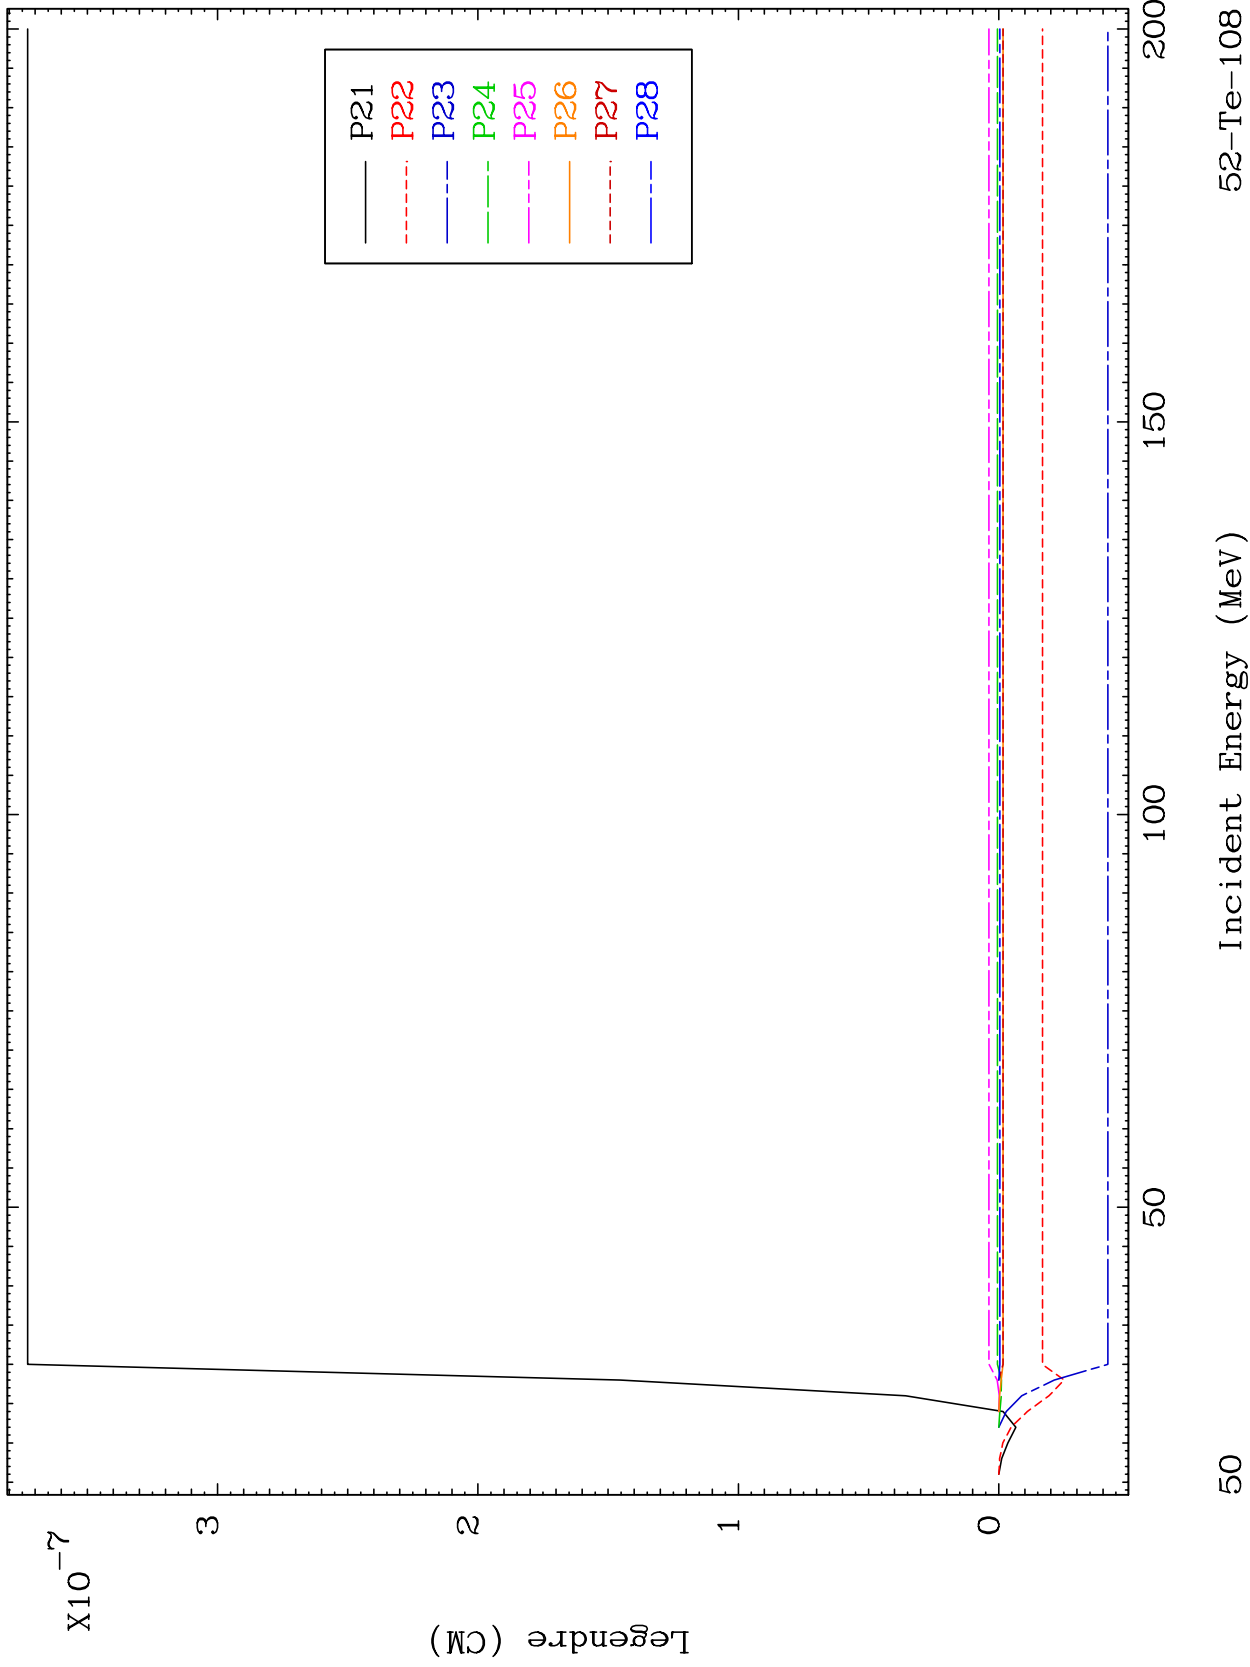 X10-7
Legendre (CM)
3
2
1
0
P21
P22
P23
P24
P25
P26
P27
P28
50
100
150
200
Incident Energy (MeV)
50
52-Te-108